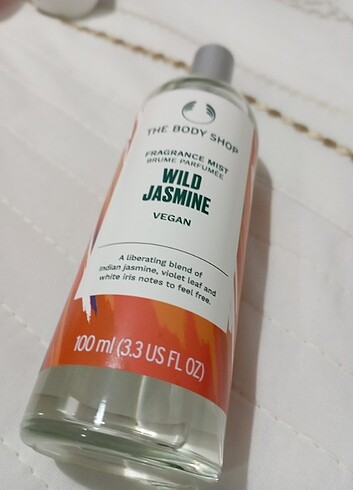 THE BODY SHOP
FRAGRANCE MIST
BRUME PARFUMÉE
WILD
JASMINE
VEGAN
A liberating blend of
Indian jasmine, violet leaf and
white iris notes to feel free.
100 ml (3.3 US FL OZ)